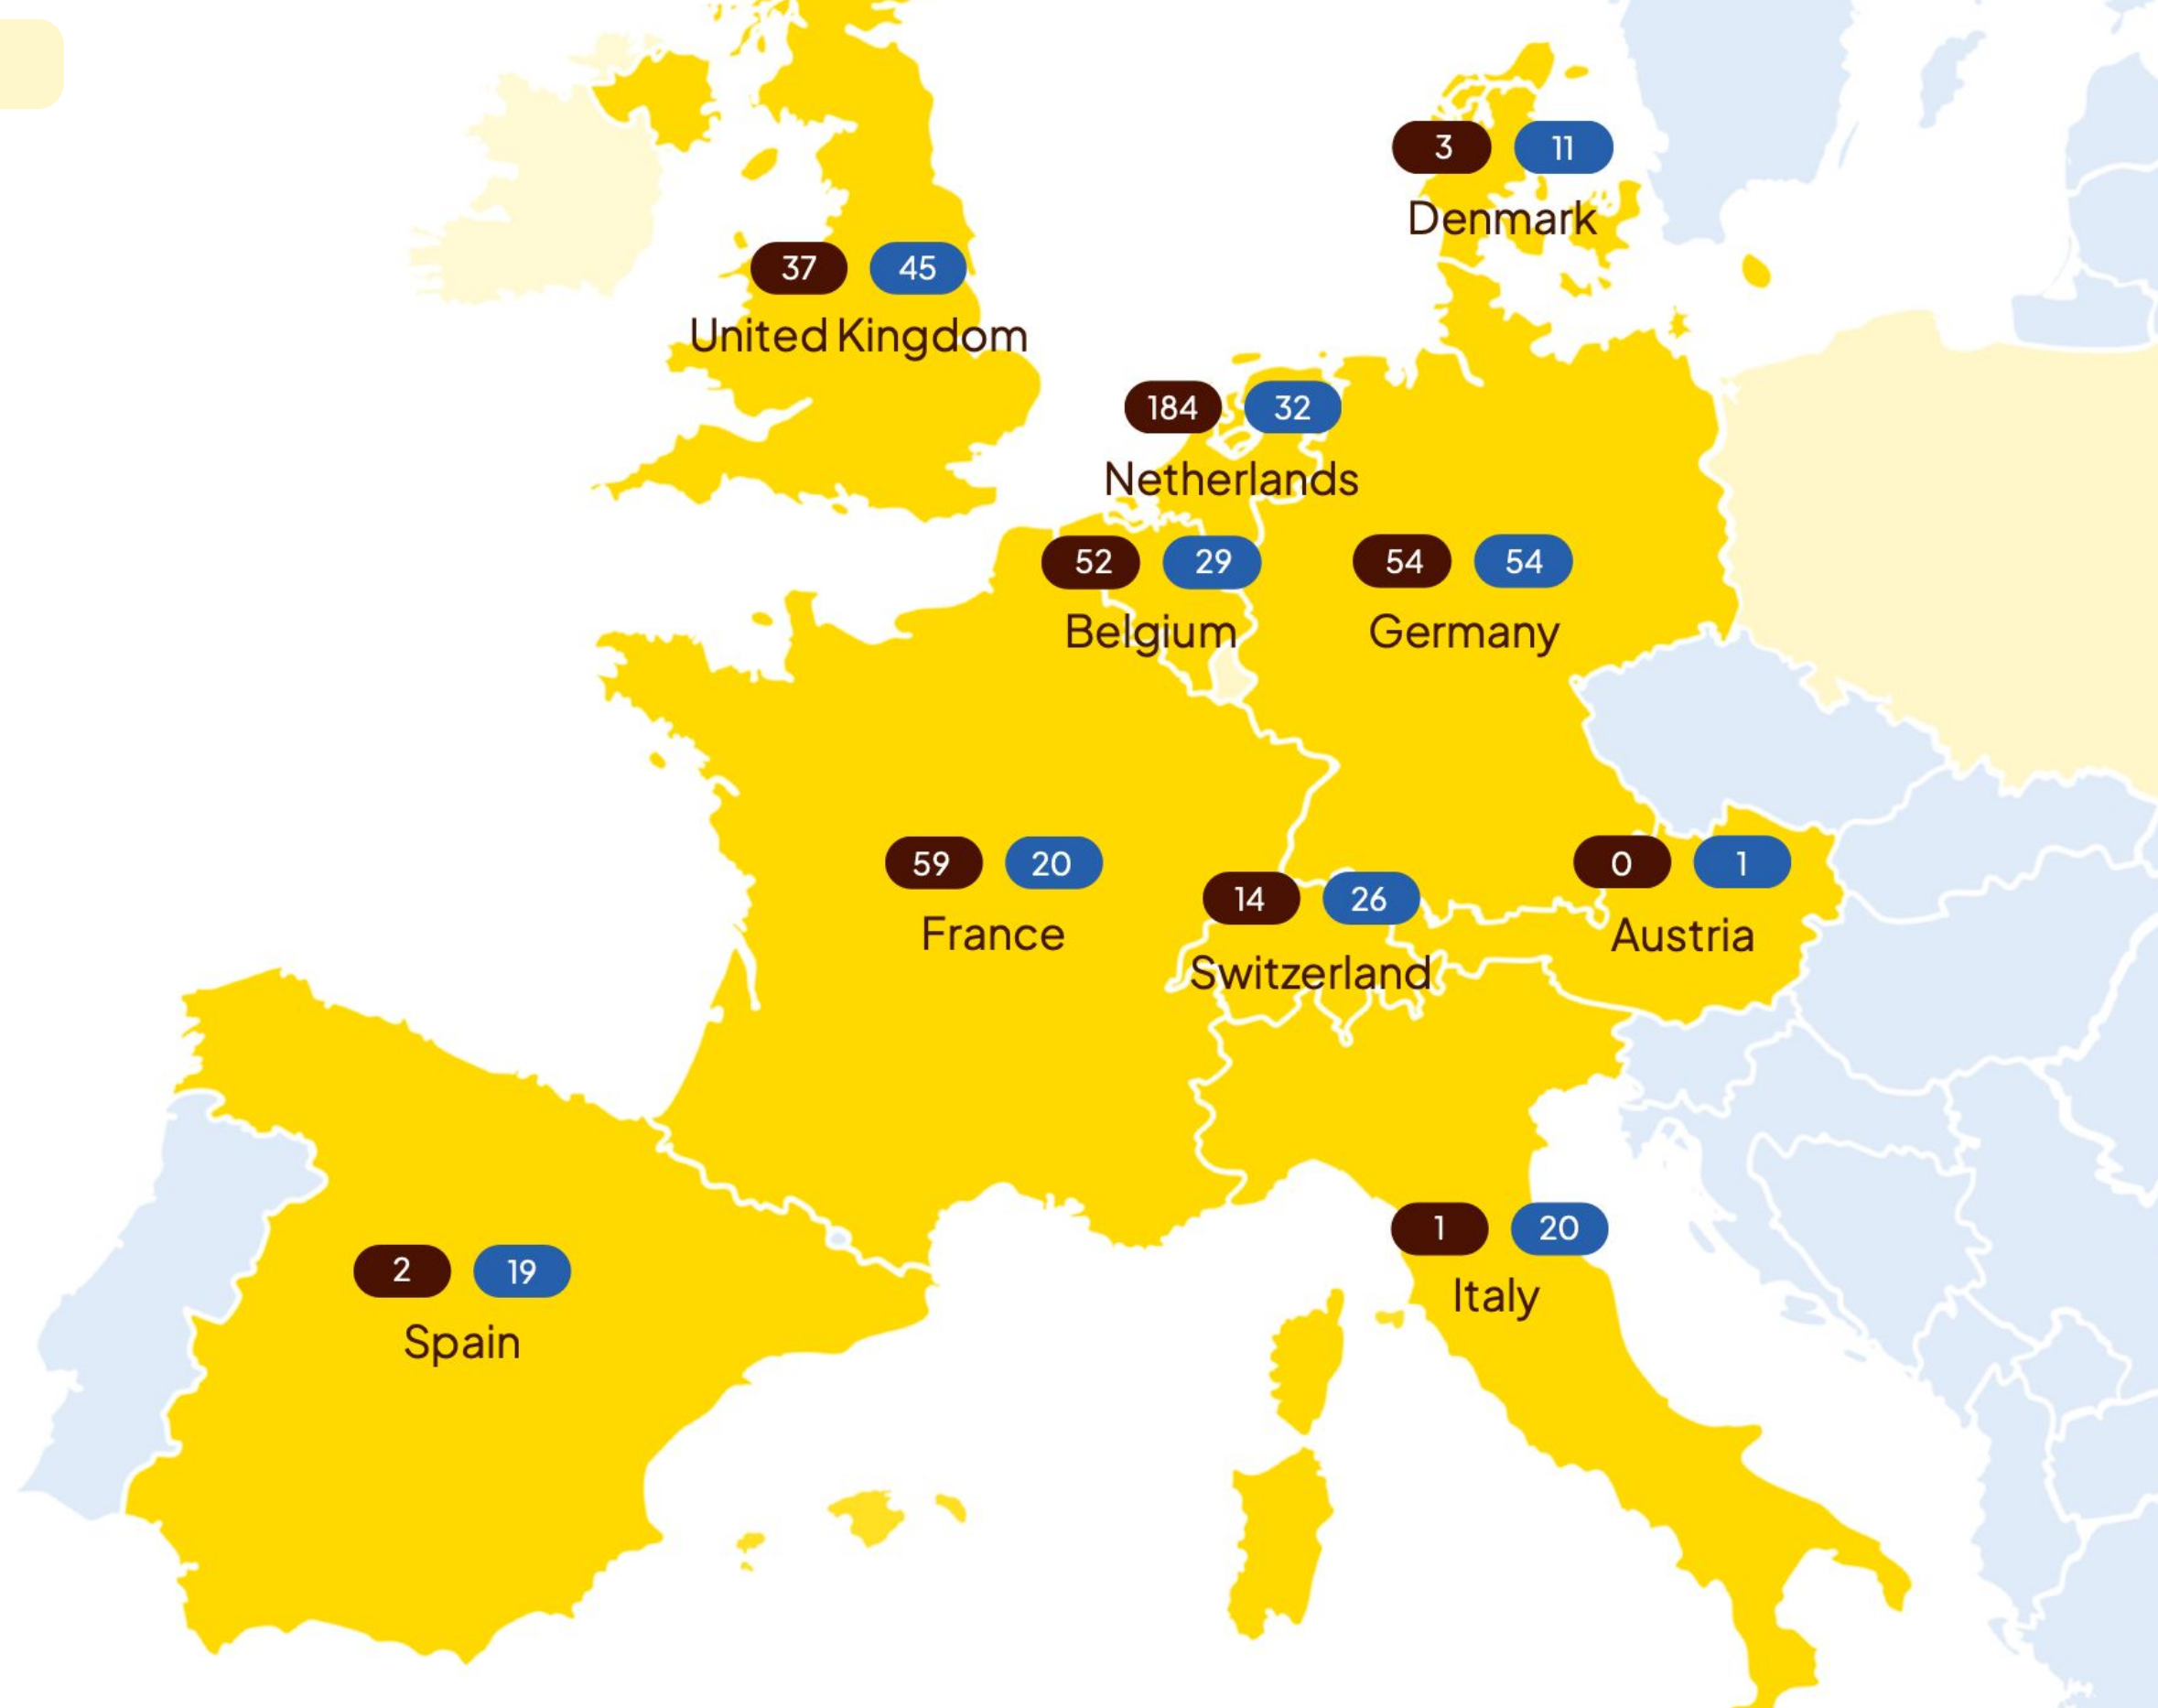 3 11
Denmark
37 45
United Kingdom
184 32
Netherlands
52 29
Belgium
54 54
Germany
59 20
France
14 26
Switzerland
0 1
Austria
1 20
Italy
2 19
Spain